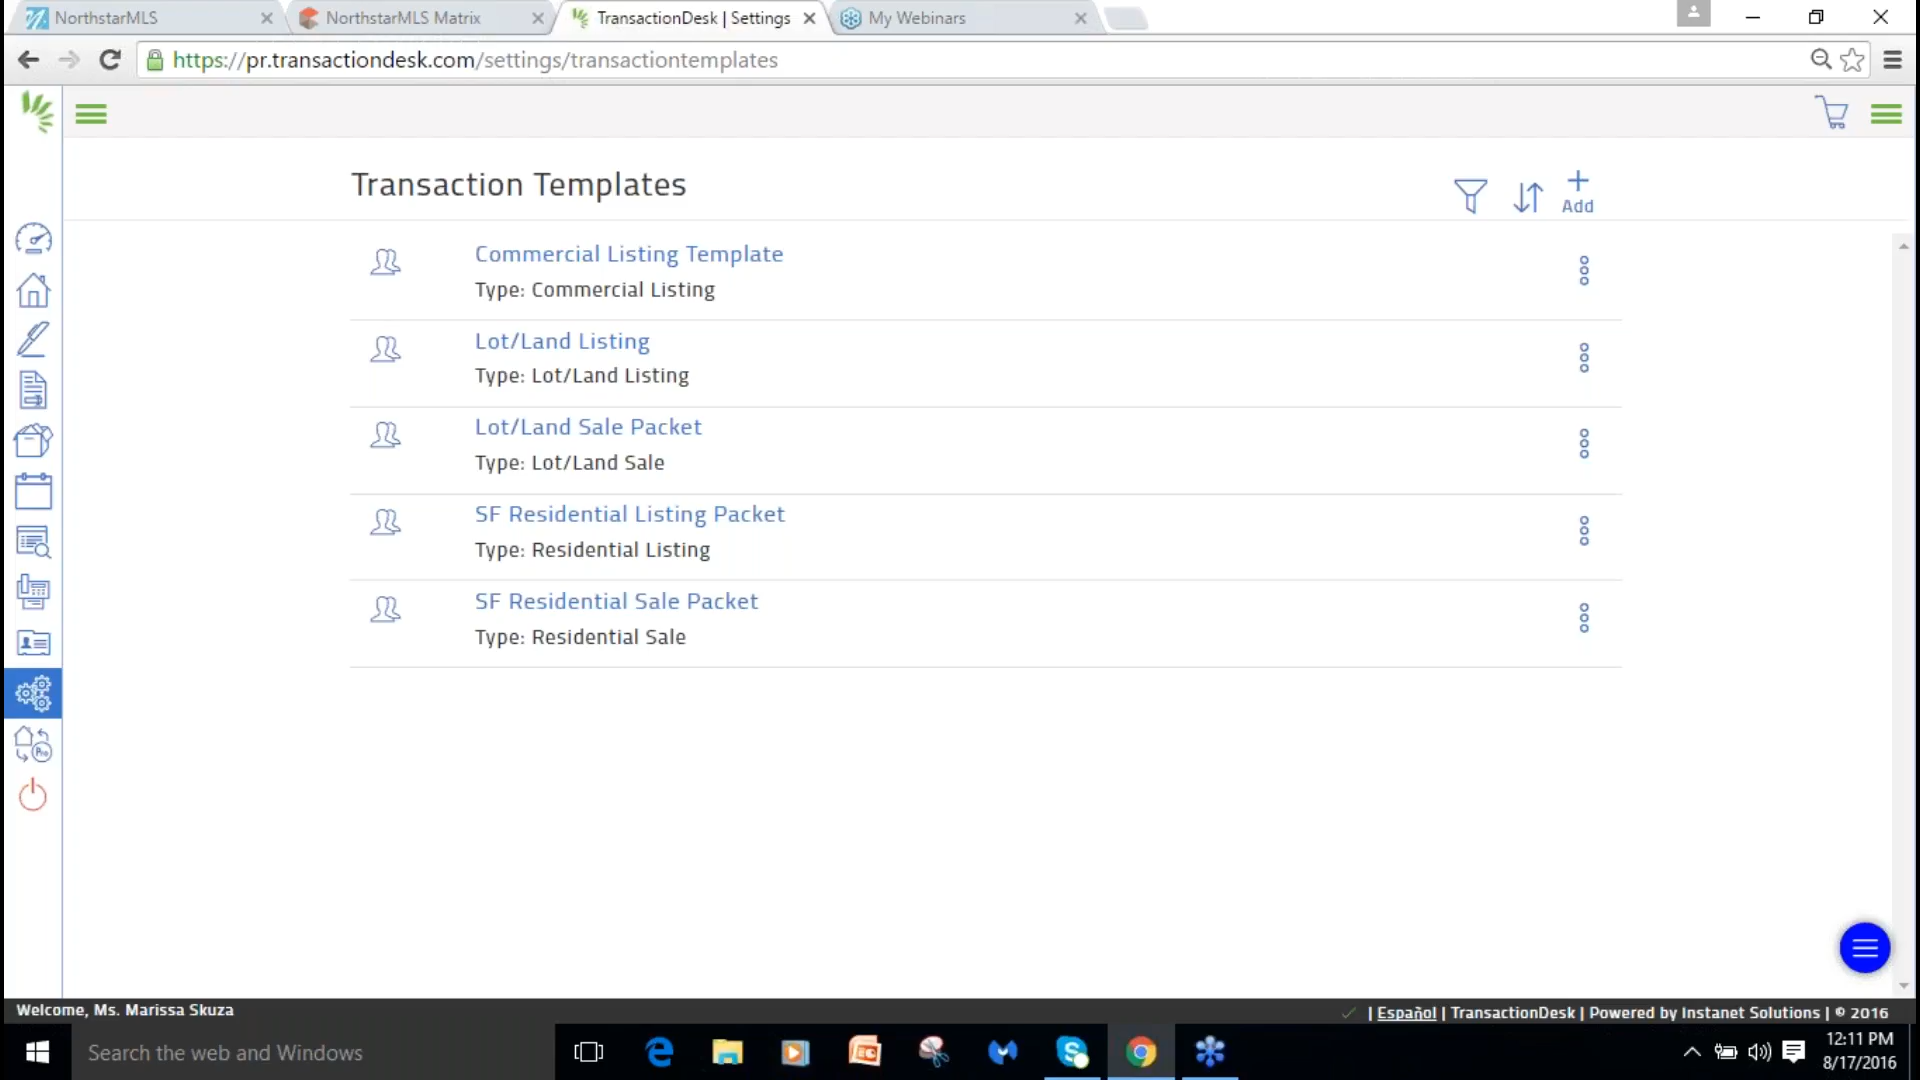 NorthstarMLS
NorthstarMLS Matrix
TransactionDesk | Settings
My Webinars
https://pr.transactiondesk.com/settings/transactiontemplates
Transaction Templates
Add
Commercial Listing Template
Type: Commercial Listing
Lot/Land Listing
Type: Lot/Land Listing
Lot/Land Sale Packet
Type: Lot/Land Sale
SF Residential Listing Packet
Type: Residential Listing
SF Residential Sale Packet
Type: Residential Sale
Pro
Welcome, Ms. Marissa Skuza
| Español | TransactionDesk | Powered by Instanet Solutions | © 2016
Search the web and Windows
12:11 PM
8/17/2016